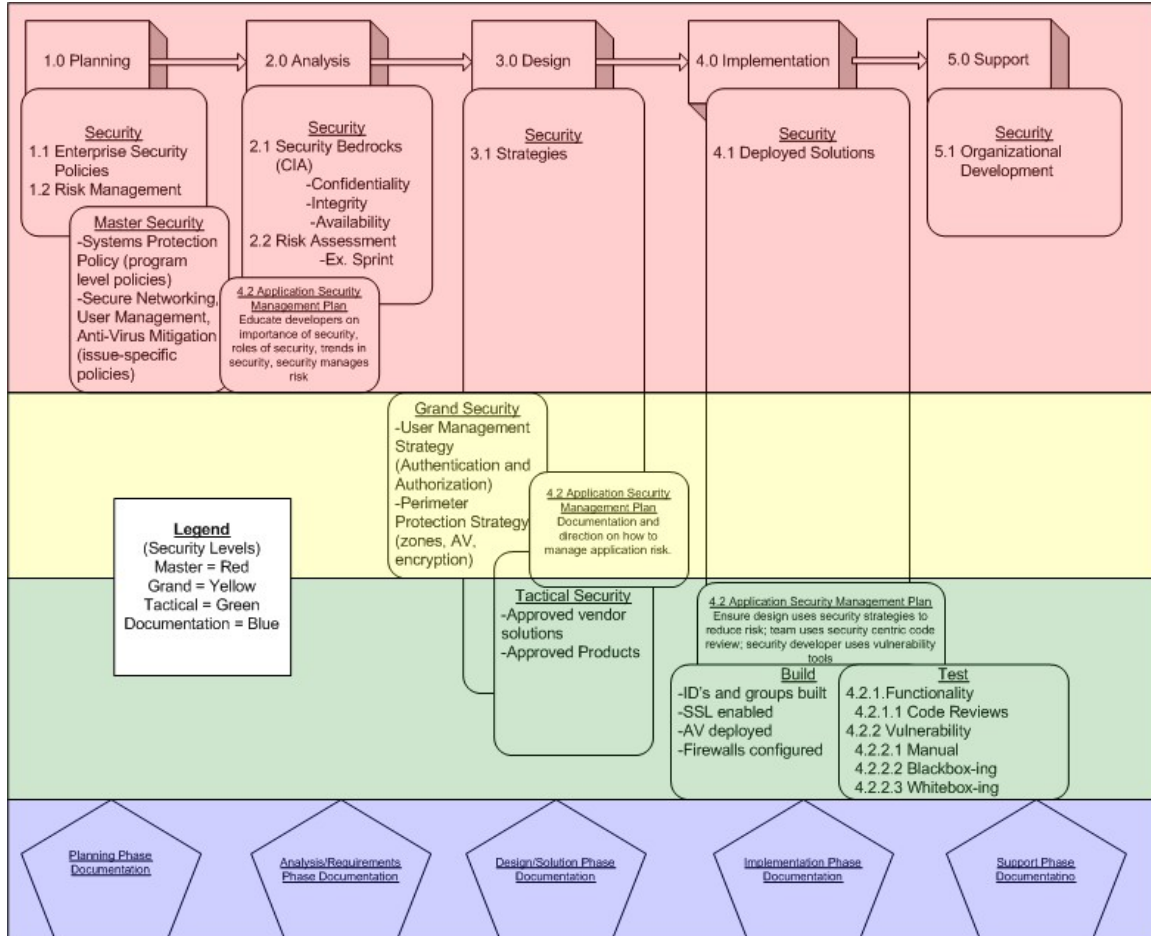 1.0 Planning
2.0 Analysis
3.0 Design
4.0 Implementation
5.0 Support
Security
1.1 Enterprise Security
Policies
1.2 Risk Management
Master Security
-Systems Protection
Policy (program
level policies)
-Secure Networking,
User Management,
Anti-Virus Mitigation
(issue-specific
policies)
Security
2.1 Security Bedrocks
(CIA)
-Confidentiality
-Integrity
-Availability
2.2 Risk Assessment
-Ex. Sprint
4.2 Application Security
Management Plan
Educate developers on
importance of security,
roles of security, trends in
security, security manages
risk
Security
3.1 Strategies
Security
4.1 Deployed Solutions
Security
5.1 Organizational
Development
Grand Security
-User Management
Strategy
(Authentication and
Authorization)
-Perimeter
Protection Strategy
(zones, AV,
encryption)
4.2 Application Security
Management Plan
Documentation and
direction on how to
manage application risk.
Legend
(Security Levels)
Master = Red
Grand = Yellow
Tactical = Green
Documentation = Blue
Tactical Security
-Approved vendor
solutions
-Approved Products
4.2 Application Security Management Plan
Ensure design uses security strategies to
reduce risk; team uses security centric code
review; security developer uses vulnerability
tools
Build
-ID's and groups built
-SSL enabled
-AV deployed
-Firewalls configured
Test
4.2.1.Functionality
4.2.1.1 Code Reviews
4.2.2 Vulnerability
4.2.2.1 Manual
4.2.2.2 Blackbox-ing
4.2.2.3 Whitebox-ing
Planning Phase
Documentation
Analysis/Requirements
Phase Documentation
Design/Solution Phase
Documentation
Implementation Phase
Documentation
Support Phase
Documentatino